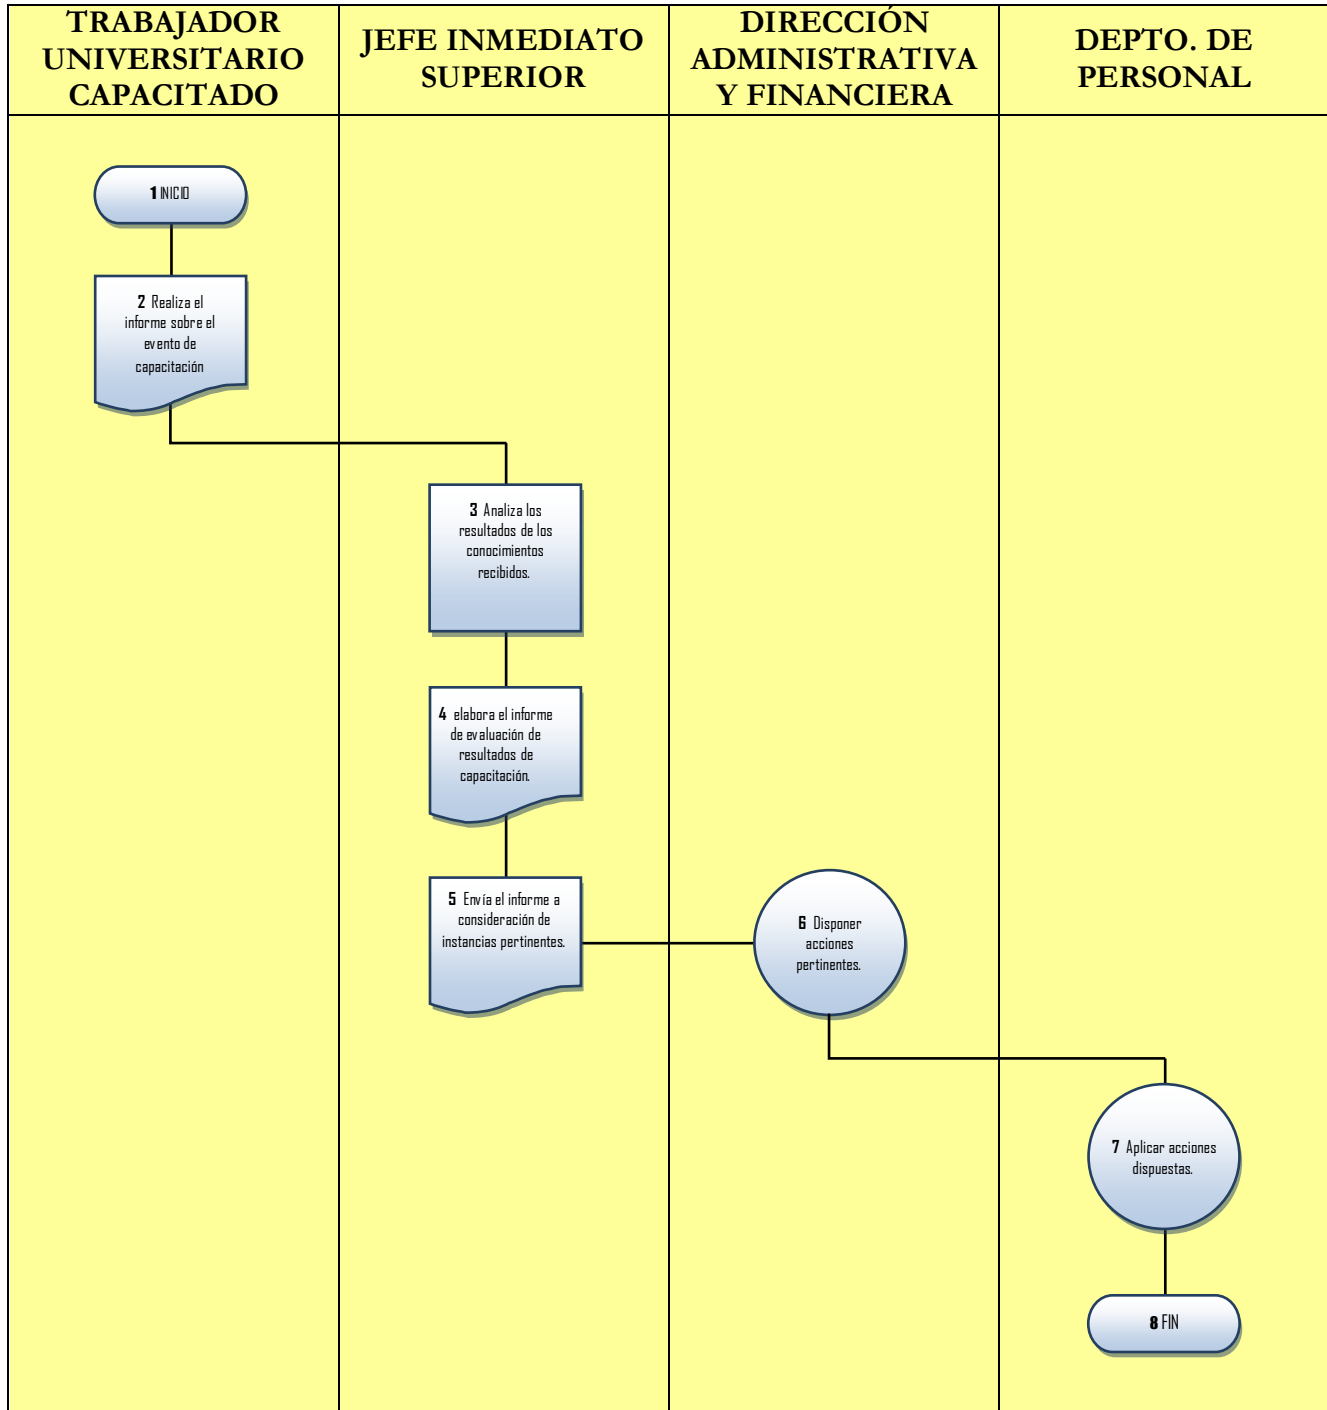 TRABAJADOR
UNIVERSITARIO
CAPACITADO
JEFE INMEDIATO
SUPERIOR
DIRECCIÓN
ADMINISTRATIVA
Y FINANCIERA
DEPTO. DE
PERSONAL
1 INICIO
2 Realiza el
informe sobre el
evento de
capacitación
3 Analiza los
resultados de los
conocimientos
recibidos.
4 elabora el informe
de evaluación de
resultados de
capacitación.
5 Envía el informe a
consideración de
instancias pertinentes.
6 Disponer
acciones
pertinentes.
7 Aplicar acciones
dispuestas.
8 FIN